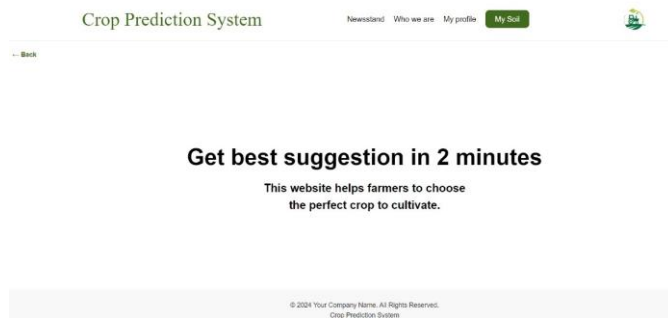 Crop Prediction System
Newsstand Who we are My profile My Soil
← Back
Get best suggestion in 2 minutes
This website helps farmers to choose
the perfect crop to cultivate.
© 2024 Your Company Name. All Rights Reserved.
Crop Prediction System